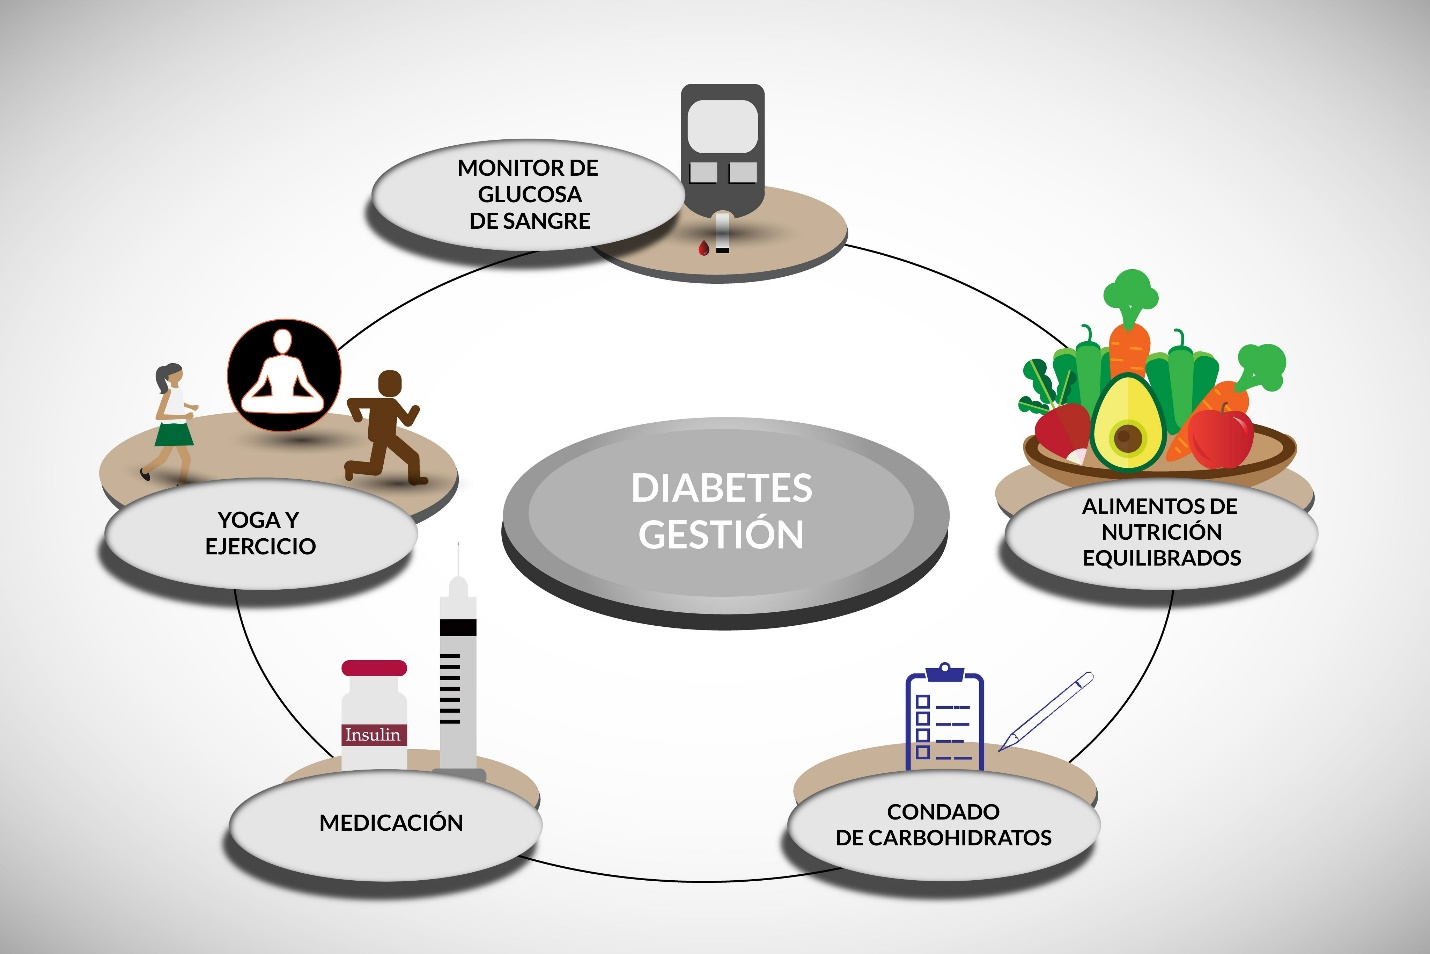 MONITOR DE
GLUCOSA
DE SANGRE
DIABETES
GESTIÓN
YOGA Y
EJERCICIO
ALIMENTOS DE
NUTRICIÓN
EQUILIBRADOS
Insulin
MEDICACIÓN
CONDADO
DE CARBOHIDRATOS